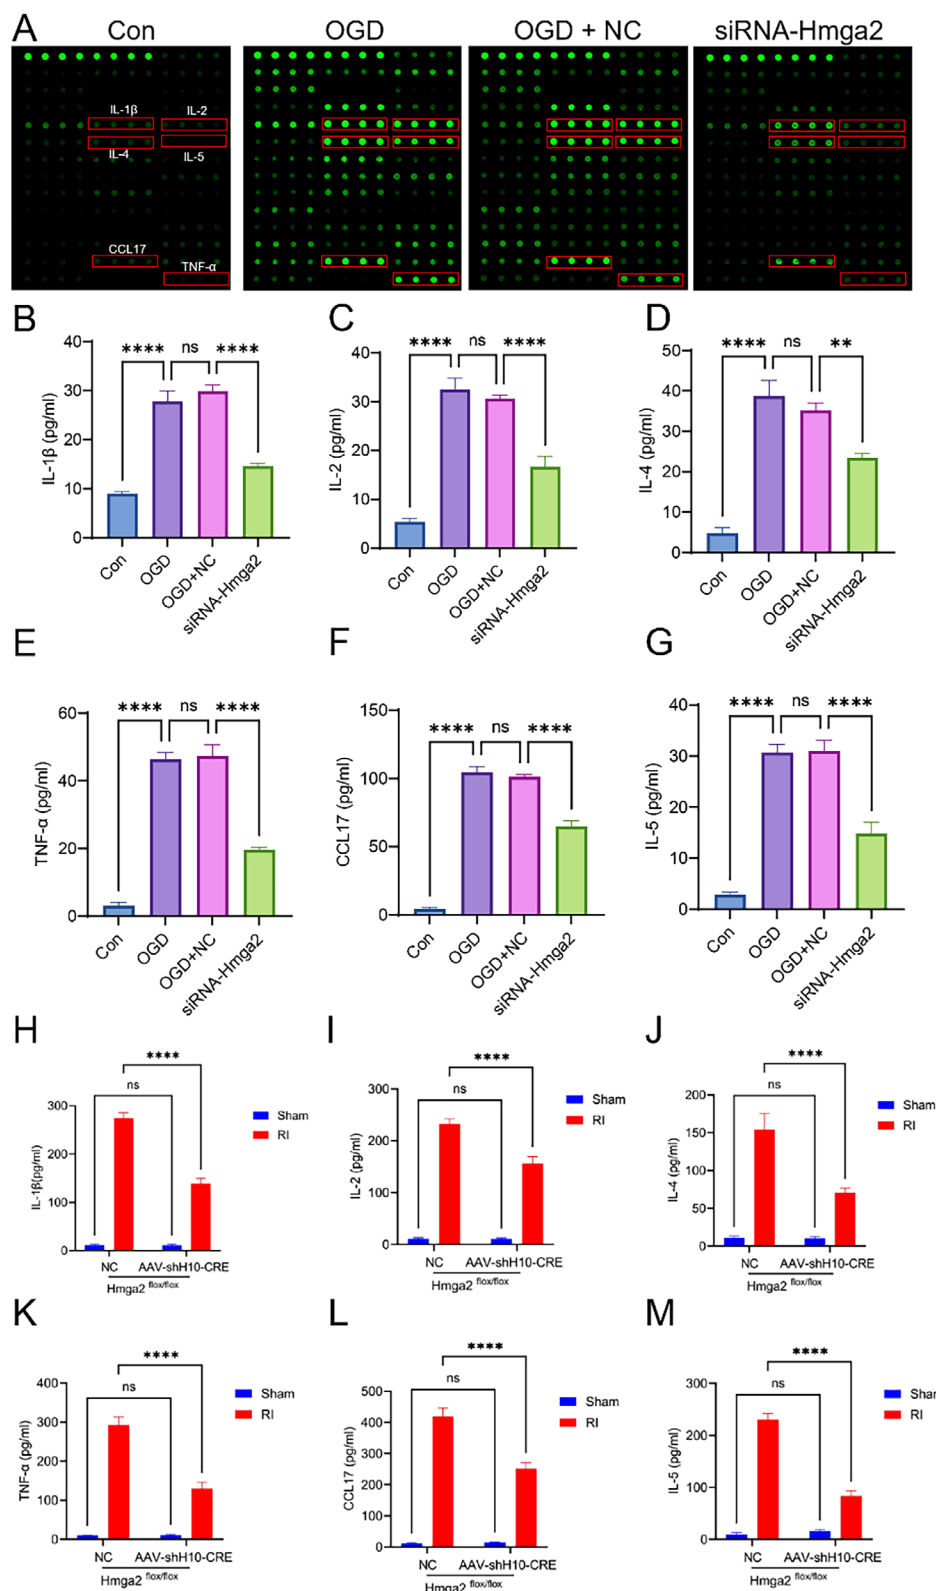 A
Con
OGD
OGD + NC
siRNA-Hmga2
IL-1β
IL-2
IL-4
IL-5
CCL17
TNF-α
B
IL-1β (pg/ml)
40
30
20
10
0
****
ns
****
Con
OGD
OGD+NC
siRNA-Hmga2
C
IL-2 (pg/ml)
40
30
20
10
0
****
ns
****
Con
OGD
OGD+NC
siRNA-Hmga2
D
IL-4 (pg/ml)
50
40
30
20
10
0
****
ns
**
Con
OGD
OGD+NC
siRNA-Hmga2
E
TNF-α (pg/ml)
60
40
20
0
****
ns
****
Con
OGD
OGD+NC
siRNA-Hmga2
F
CCL17 (pg/ml)
150
100
50
0
****
ns
****
Con
OGD
OGD+NC
siRNA-Hmga2
G
IL-5 (pg/ml)
40
30
20
10
0
****
ns
****
Con
OGD
OGD+NC
siRNA-Hmga2
H
IL-1β(pg/ml)
300
200
100
0
****
ns
Sham
RI
NC
AAV-shH10-CRE
Hmga2 flox/flox
I
IL-2 (pg/ml)
300
200
100
0
****
ns
Sham
RI
NC
AAV-shH10-CRE
Hmga2 flox/flox
J
IL-4 (pg/ml)
200
150
100
50
0
****
ns
Sham
RI
NC
AAV-shH10-CRE
Hmga2 flox/flox
K
TNF-α (pg/ml)
400
300
200
100
0
****
ns
Sham
RI
NC
AAV-shH10-CRE
Hmga2 flox/flox
L
CCL17 (pg/ml)
500
400
300
200
100
0
****
ns
Sham
RI
NC
AAV-shH10-CRE
Hmga2 flox/flox
M
IL-5 (pg/ml)
300
200
100
0
****
ns
Sham
RI
NC
AAV-shH10-CRE
Hmga2 flox/flox